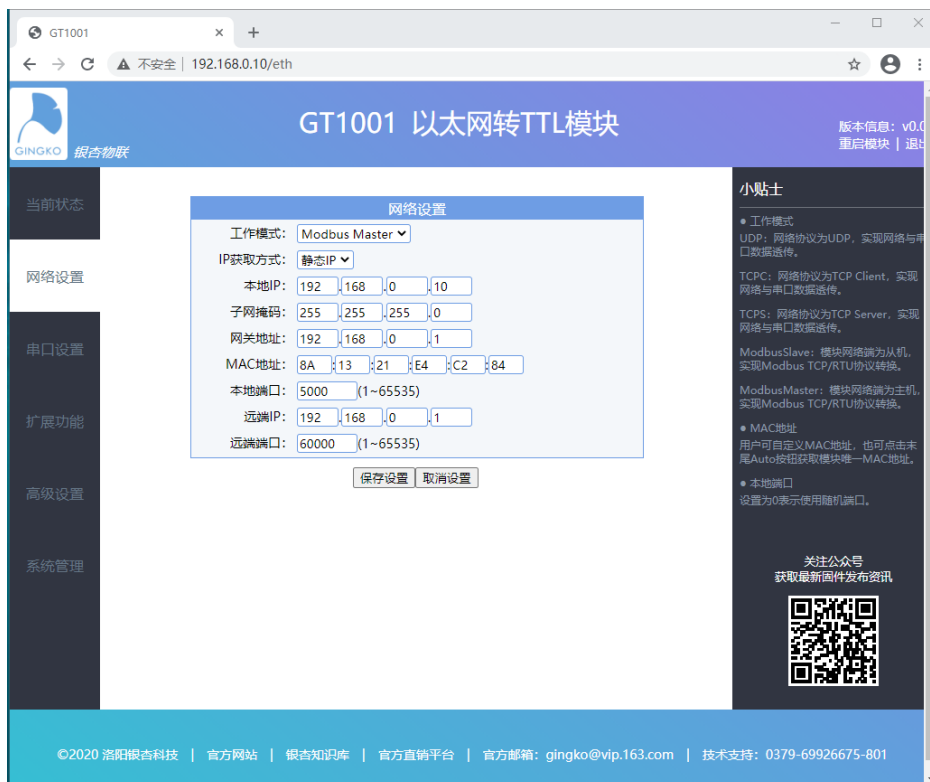 GT1001
不安全 | 192.168.0.10/eth
GINGKO 银杏物联
GT1001 以太网转TTL模块
版本信息：v0.0
重启模块 | 退出
当前状态
网络设置
串口设置
扩展功能
高级设置
系统管理
网络设置
工作模式： Modbus Master
IP获取方式： 静态IP
本地IP： 192 .168 .0 .10
子网掩码： 255 .255 .255 .0
网关地址： 192 .168 .0 .1
MAC地址： 8A :13 :21 :E4 :C2 :84
本地端口： 5000 (1~65535)
远端IP： 192 .168 .0 .1
远端端口： 60000 (1~65535)
保存设置 取消设置
小贴士
● 工作模式
UDP：网络协议为UDP，实现网络与串
口数据透传。
TCPC：网络协议为TCP Client，实现
网络与串口数据透传。
TCPS：网络协议为TCP Server，实现
网络与串口数据透传。
ModbusSlave：模块网络端为从机，
实现Modbus TCP/RTU协议转换。
ModbusMaster：模块网络端为主机，
实现Modbus TCP/RTU协议转换。
● MAC地址
用户可自定义MAC地址，也可点击末
尾Auto按钮获取模块唯一MAC地址。
● 本地端口
设置为0表示使用随机端口。
关注公众号
获取最新固件发布资讯
©2020 洛阳银杏科技 | 官方网站 | 银杏知识库 | 官方直销平台 | 官方邮箱：gingko@vip.163.com | 技术支持：0379-69926675-801